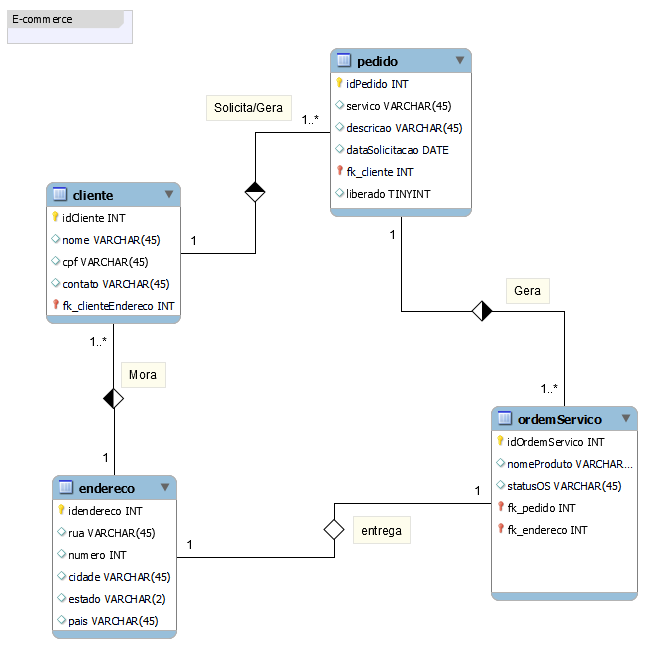 E-commerce
pedido
idPedido INT
servico VARCHAR(45)
descricao VARCHAR(45)
dataSolicitacao DATE
fk_cliente INT
liberado TINYINT
Solicita/Gera
1..*
cliente
idCliente INT
nome VARCHAR(45)
cpf VARCHAR(45)
contato VARCHAR(45)
fk_clienteEndereco INT
1
1
Gera
1..*
1..*
Mora
1
ordemServico
idOrdemServico INT
nomeProduto VARCHAR...
statusOS VARCHAR(45)
fk_pedido INT
fk_endereco INT
endereco
idendereco INT
rua VARCHAR(45)
numero INT
cidade VARCHAR(45)
estado VARCHAR(2)
pais VARCHAR(45)
1
entrega
1